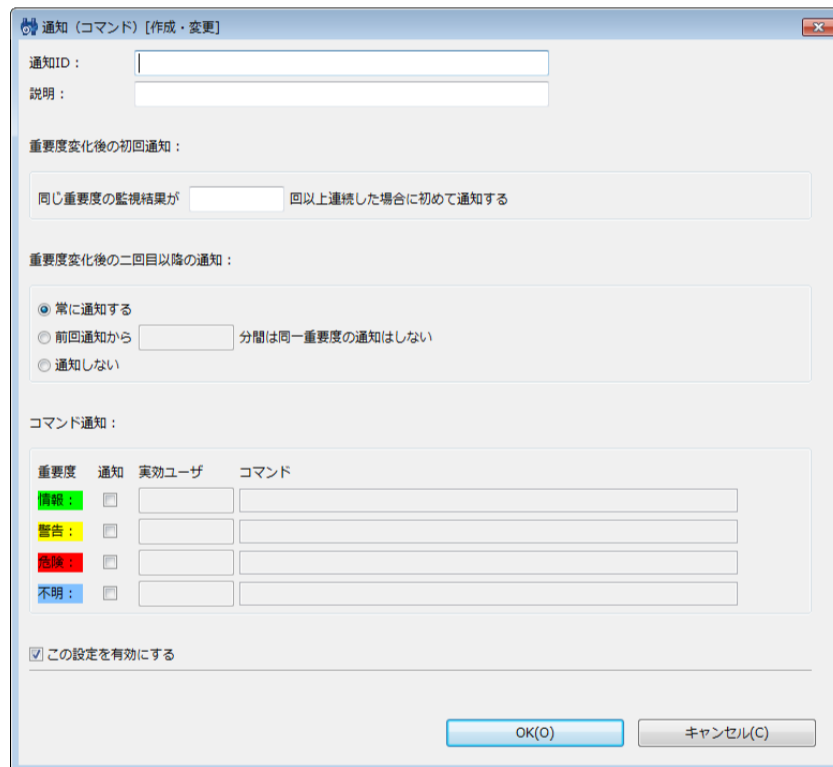 通知（コマンド）[作成・変更]
通知ID：
説明：
重要度変化後の初回通知：
同じ重要度の監視結果が 回以上連続した場合に初めて通知する
重要度変化後の二回目以降の通知：
常に通知する
前回通知から 分間は同一重要度の通知はしない
通知しない
コマンド通知：
重要度 通知 実効ユーザ コマンド
情報：
警告：
危険：
不明：
この設定を有効にする
OK(O) キャンセル(C)